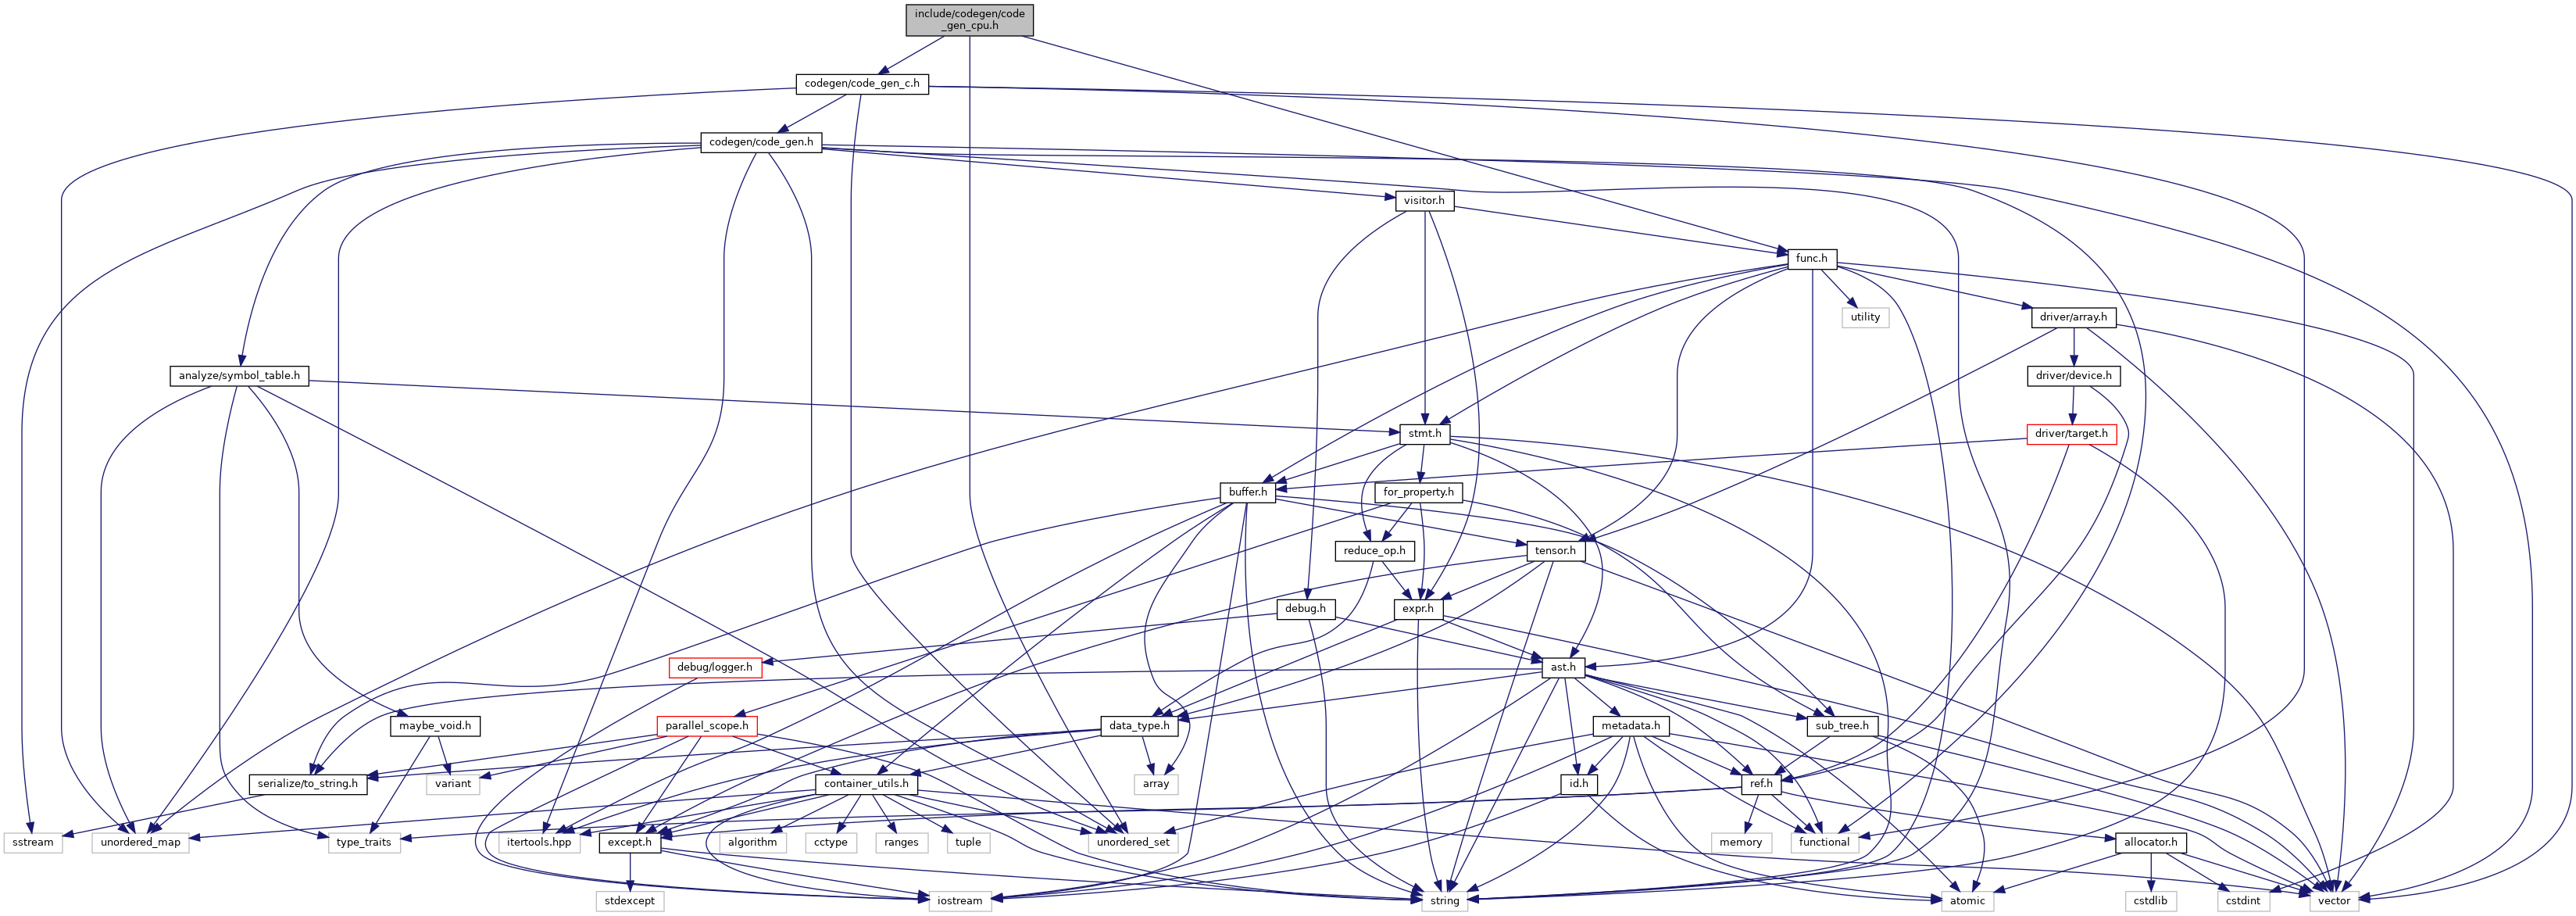 include/codegen/code
_gen_cpu.h
codegen/code_gen_c.h
codegen/code_gen.h
visitor.h
func.h
utility
driver/array.h
analyze/symbol_table.h
driver/device.h
stmt.h
driver/target.h
buffer.h
for_property.h
reduce_op.h
tensor.h
debug.h
expr.h
debug/logger.h
ast.h
maybe_void.h
parallel_scope.h
data_type.h
metadata.h
sub_tree.h
serialize/to_string.h
variant
container_utils.h
array
id.h
ref.h
sstream
unordered_map
type_traits
itertools.hpp
except.h
algorithm
cctype
ranges
tuple
unordered_set
memory
functional
allocator.h
stdexcept
iostream
string
atomic
cstdlib
cstdint
vector